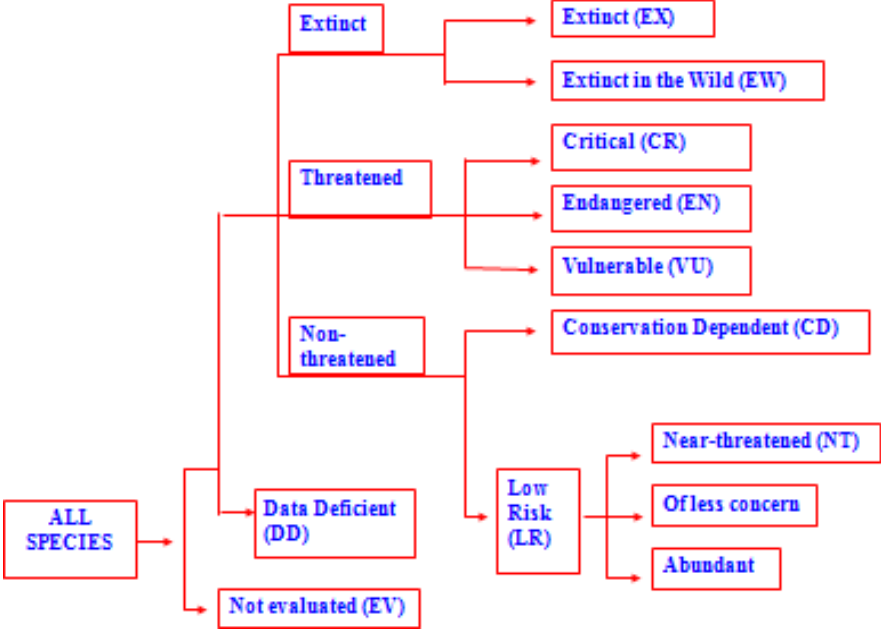 Extinct
Extinct (EX)
Extinct in the Wild (EW)
Critical (CR)
Threatened
Endangered (EN)
Vulnerable (VU)
Non-
threatened
Conservation Dependent (CD)
Near-threatened (NT)
Low
Risk
(LR)
Of less concern
Abundant
ALL
SPECIES
Data Deficient
(DD)
Not evaluated (EV)